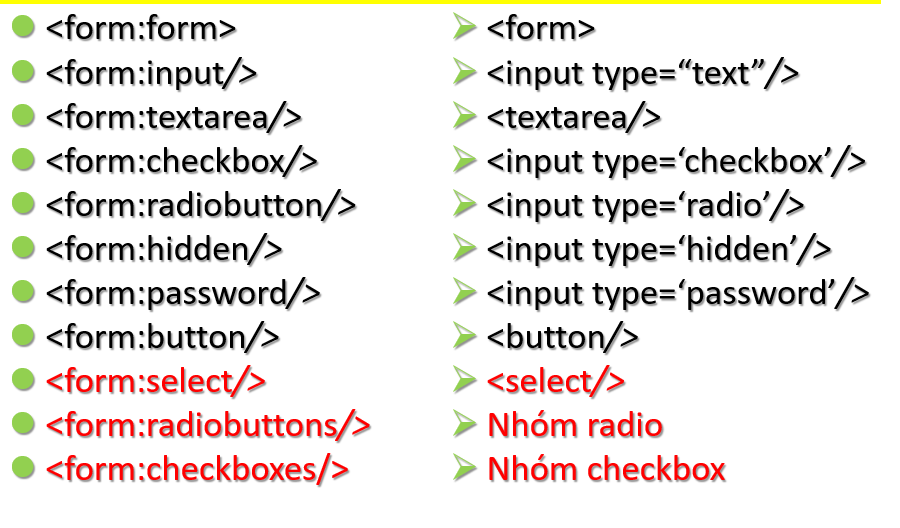 <form:form>
<form:input/>
<form:textarea/>
<form:checkbox/>
<form:radiobutton/>
<form:hidden/>
<form:password/>
<form:button/>
<form:select/>
<form:radiobuttons/>
<form:checkboxes/>
<form>
<input type=“text”/>
<textarea/>
<input type=‘checkbox’/>
<input type=‘radio’/>
<input type=‘hidden’/>
<input type=‘password’/>
<button/>
<select/>
Nhóm radio
Nhóm checkbox